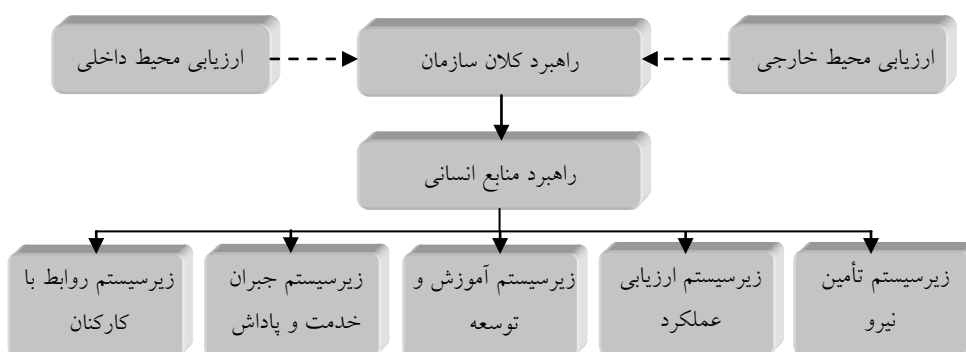 ارزیابی محیط خارجی
راهبرد کلان سازمان
ارزیابی محیط داخلی
راهبرد منابع انسانی
زیرسیستم تأمین
نیرو
زیرسیستم ارزیابی
عملکرد
زیرسیستم آموزش و
توسعه
زیرسیستم جبران
خدمت و پاداش
زیرسیستم روابط با
کارکنان